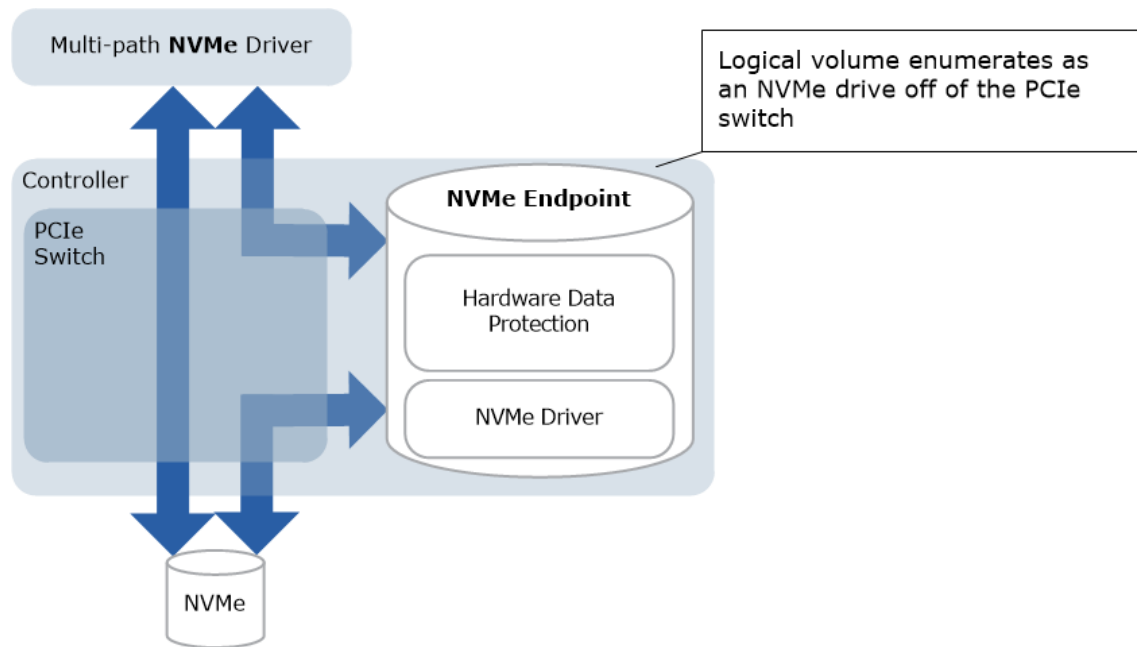 Multi-path NVMe Driver
Logical volume enumerates as
an NVMe drive off of the PCIe
switch
Controller
PCIe
Switch
NVMe Endpoint
Hardware Data
Protection
NVMe Driver
NVMe